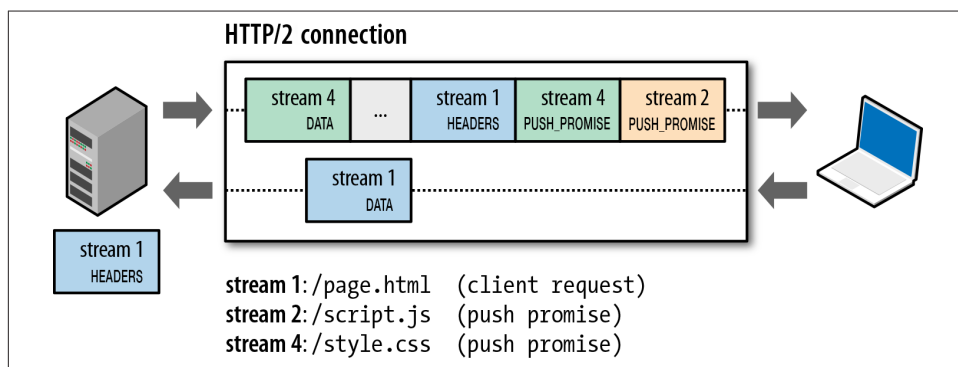 HTTP/2 connection
stream 4
DATA
...
stream 1
HEADERS
stream 4
PUSH_PROMISE
stream 2
PUSH_PROMISE
stream 1
DATA
stream 1
HEADERS
stream 1: /page.html (client request)
stream 2: /script.js (push promise)
stream 4: /style.css (push promise)